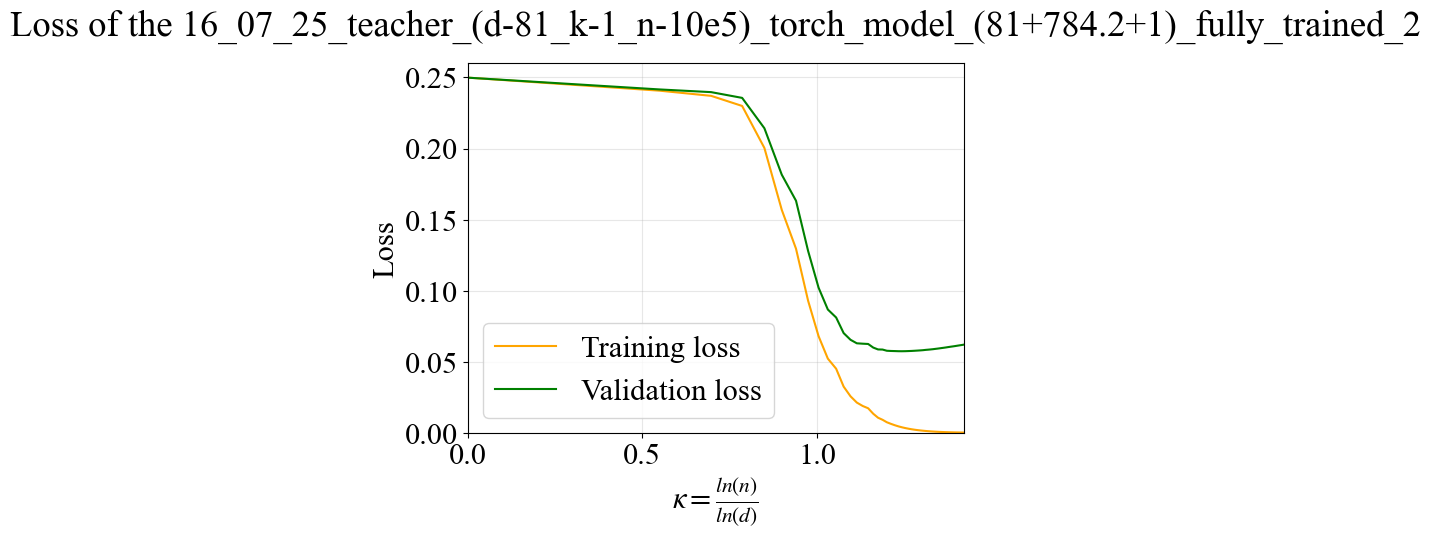 Loss of the 16_07_25_teacher_(d-81_k-1_n-10e5)_torch_model_(81+784.2+1)_fully_trained_2
0.25
0.20
0.15
0.10
0.05
0.00
Loss
Training loss
Validation loss
0.0 0.5 1.0
κ = ln(n)/ln(d)